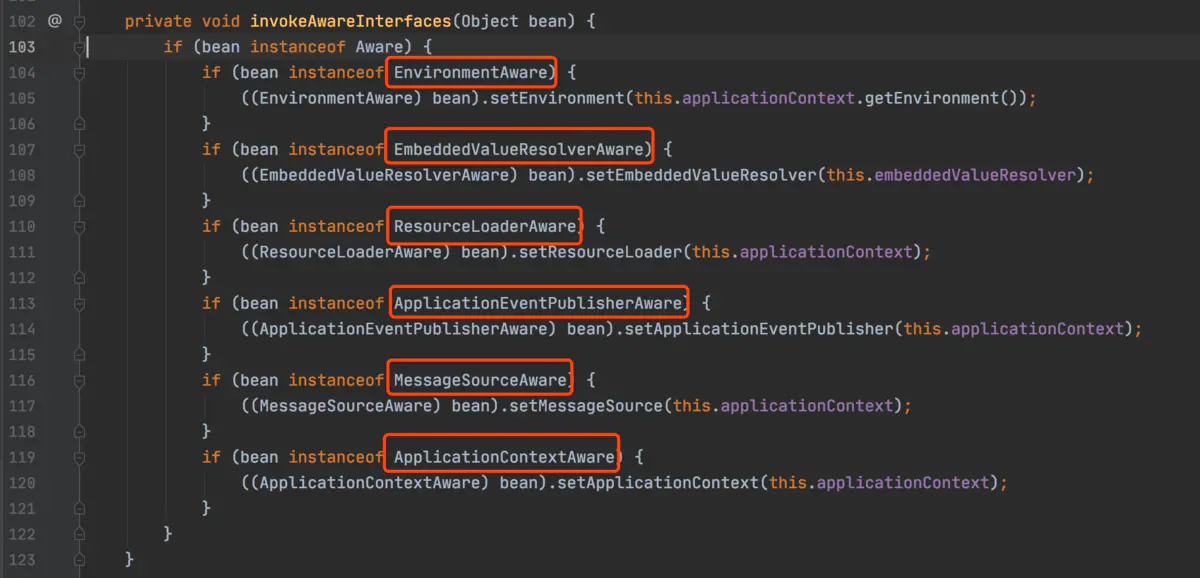 102 @ private void invokeAwareInterfaces(Object bean) {
103 if (bean instanceof Aware) {
104 if (bean instanceof EnvironmentAware) {
105 ((EnvironmentAware) bean).setEnvironment(this.applicationContext.getEnvironment());
106 }
107 if (bean instanceof EmbeddedValueResolverAware) {
108 ((EmbeddedValueResolverAware) bean).setEmbeddedValueResolver(this.embeddedValueResolver);
109 }
110 if (bean instanceof ResourceLoaderAware) {
111 ((ResourceLoaderAware) bean).setResourceLoader(this.applicationContext);
112 }
113 if (bean instanceof ApplicationEventPublisherAware) {
114 ((ApplicationEventPublisherAware) bean).setApplicationEventPublisher(this.applicationContext);
115 }
116 if (bean instanceof MessageSourceAware) {
117 ((MessageSourceAware) bean).setMessageSource(this.applicationContext);
118 }
119 if (bean instanceof ApplicationContextAware) {
120 ((ApplicationContextAware) bean).setApplicationContext(this.applicationContext);
121 }
122 }
123 }